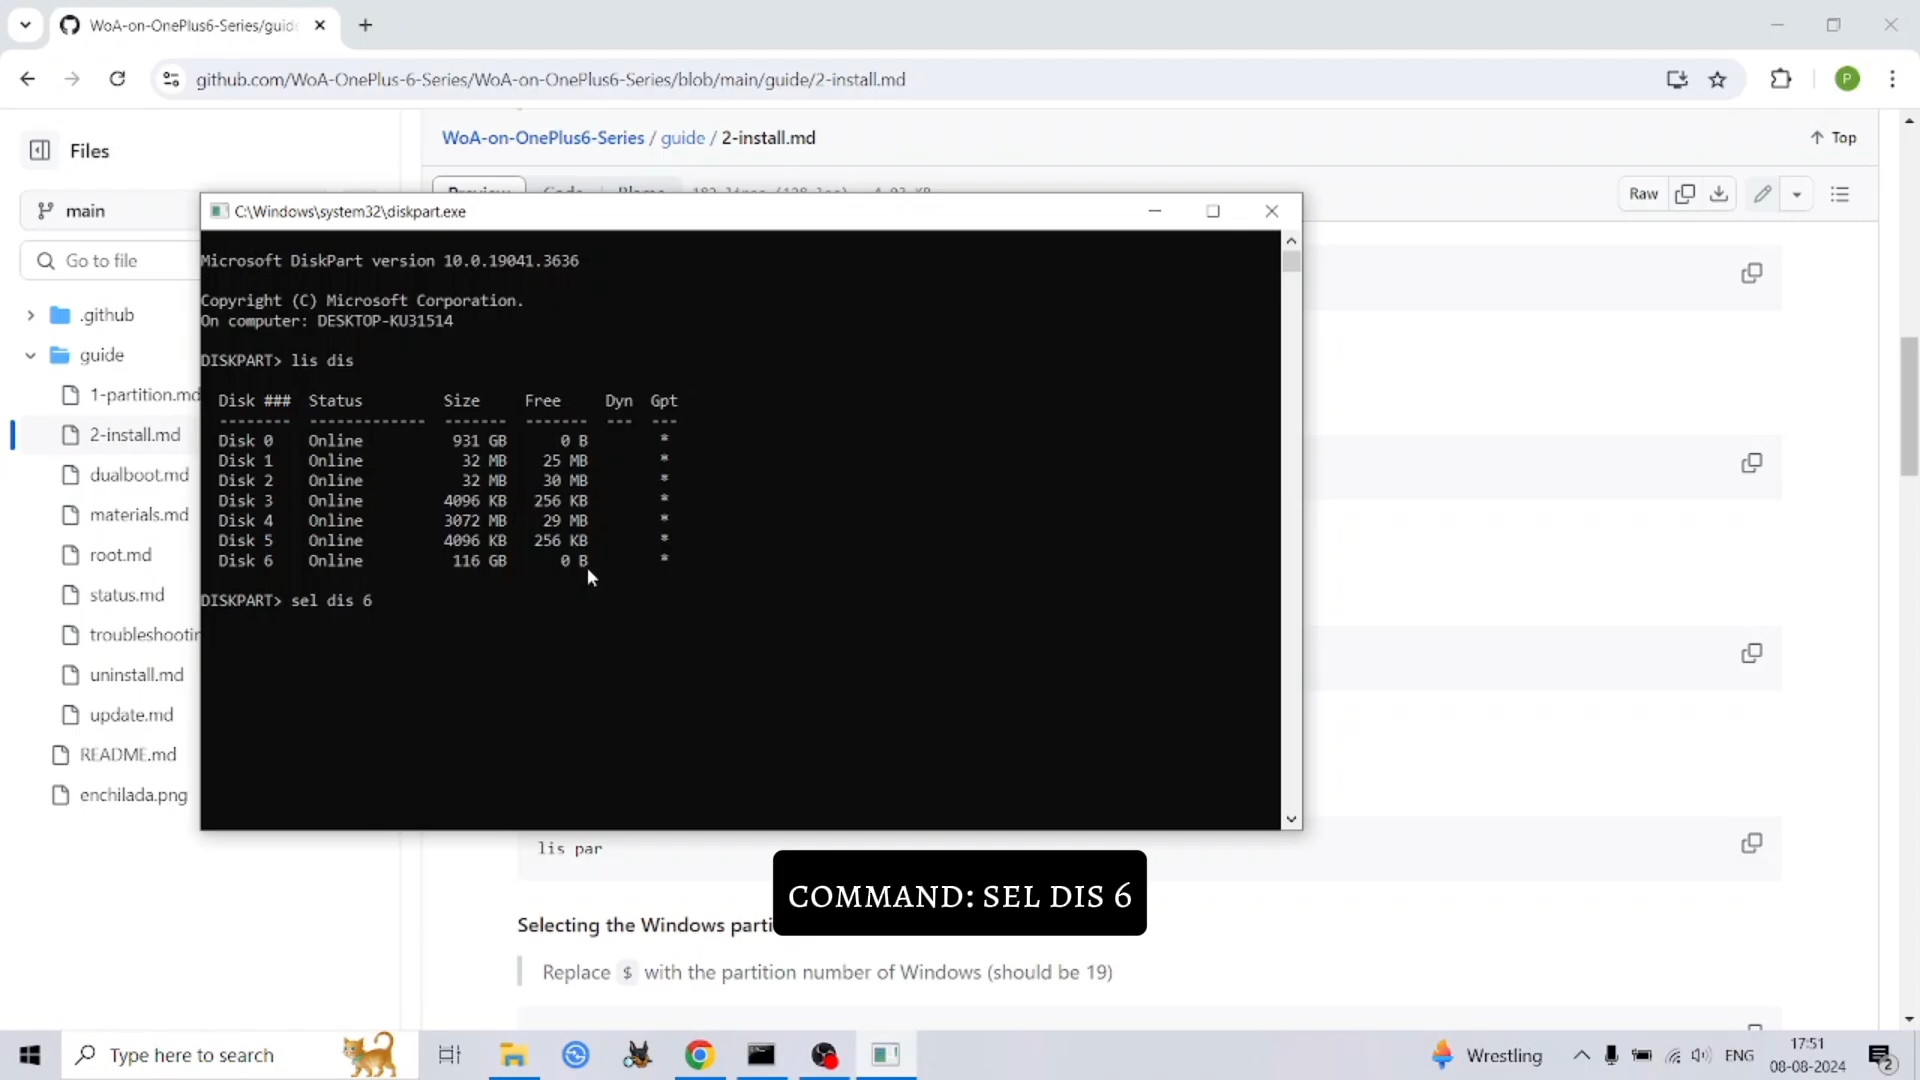 WoA-on-OnePlus6-Series/guid
github.com/WoA-OnePlus-6-Series/WoA-on-OnePlus6-Series/blob/main/guide/2-install.md
P
Files
WoA-on-OnePlus6-Series / guide / 2-install.md
Top
main
Raw
Go to file
.github
guide
1-partition.md
2-install.md
dualboot.md
materials.md
root.md
status.md
troubleshootin
uninstall.md
update.md
README.md
enchilada.png
C:\Windows\system32\diskpart.exe
Microsoft DiskPart version 10.0.19041.3636
Copyright (C) Microsoft Corporation.
On computer: DESKTOP-KU31514
DISKPART> lis dis
Disk ### Status Size Free Dyn Gpt
-------- ------------- ------- ------- --- ---
Disk 0 Online 931 GB 0 B *
Disk 1 Online 32 MB 25 MB *
Disk 2 Online 32 MB 30 MB *
Disk 3 Online 4096 KB 256 KB *
Disk 4 Online 3072 MB 29 MB *
Disk 5 Online 4096 KB 256 KB *
Disk 6 Online 116 GB 0 B *
DISKPART> sel dis 6
lis par
COMMAND: SEL DIS 6
Selecting the Windows parti
Replace $ with the partition number of Windows (should be 19)
Type here to search
Wrestling
ENG
17:51
08-08-2024
2